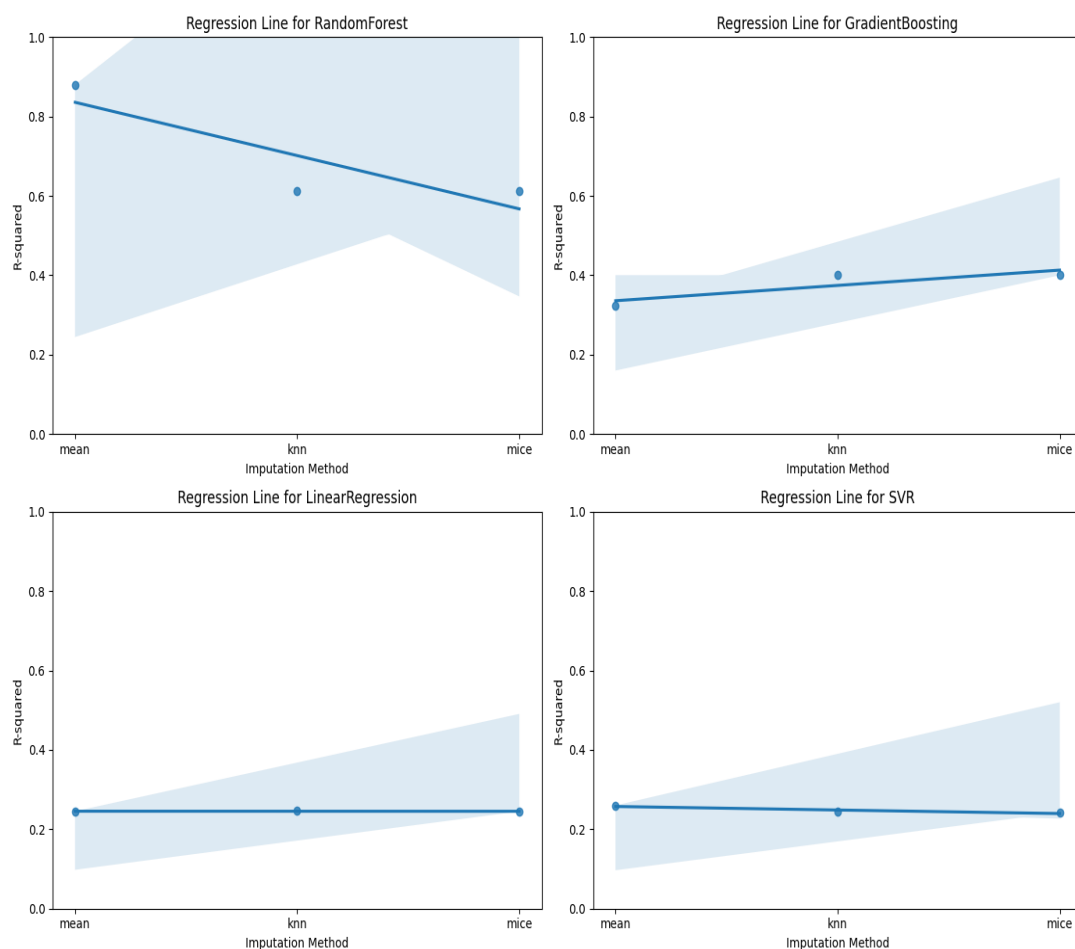 Regression Line for RandomForest
1.0
0.8
0.6
0.4
0.2
0.0
R-squared
mean knn mice
Imputation Method
Regression Line for GradientBoosting
1.0
0.8
0.6
0.4
0.2
0.0
R-squared
mean knn mice
Imputation Method
Regression Line for LinearRegression
1.0
0.8
0.6
0.4
0.2
0.0
R-squared
mean knn mice
Imputation Method
Regression Line for SVR
1.0
0.8
0.6
0.4
0.2
0.0
R-squared
mean knn mice
Imputation Method